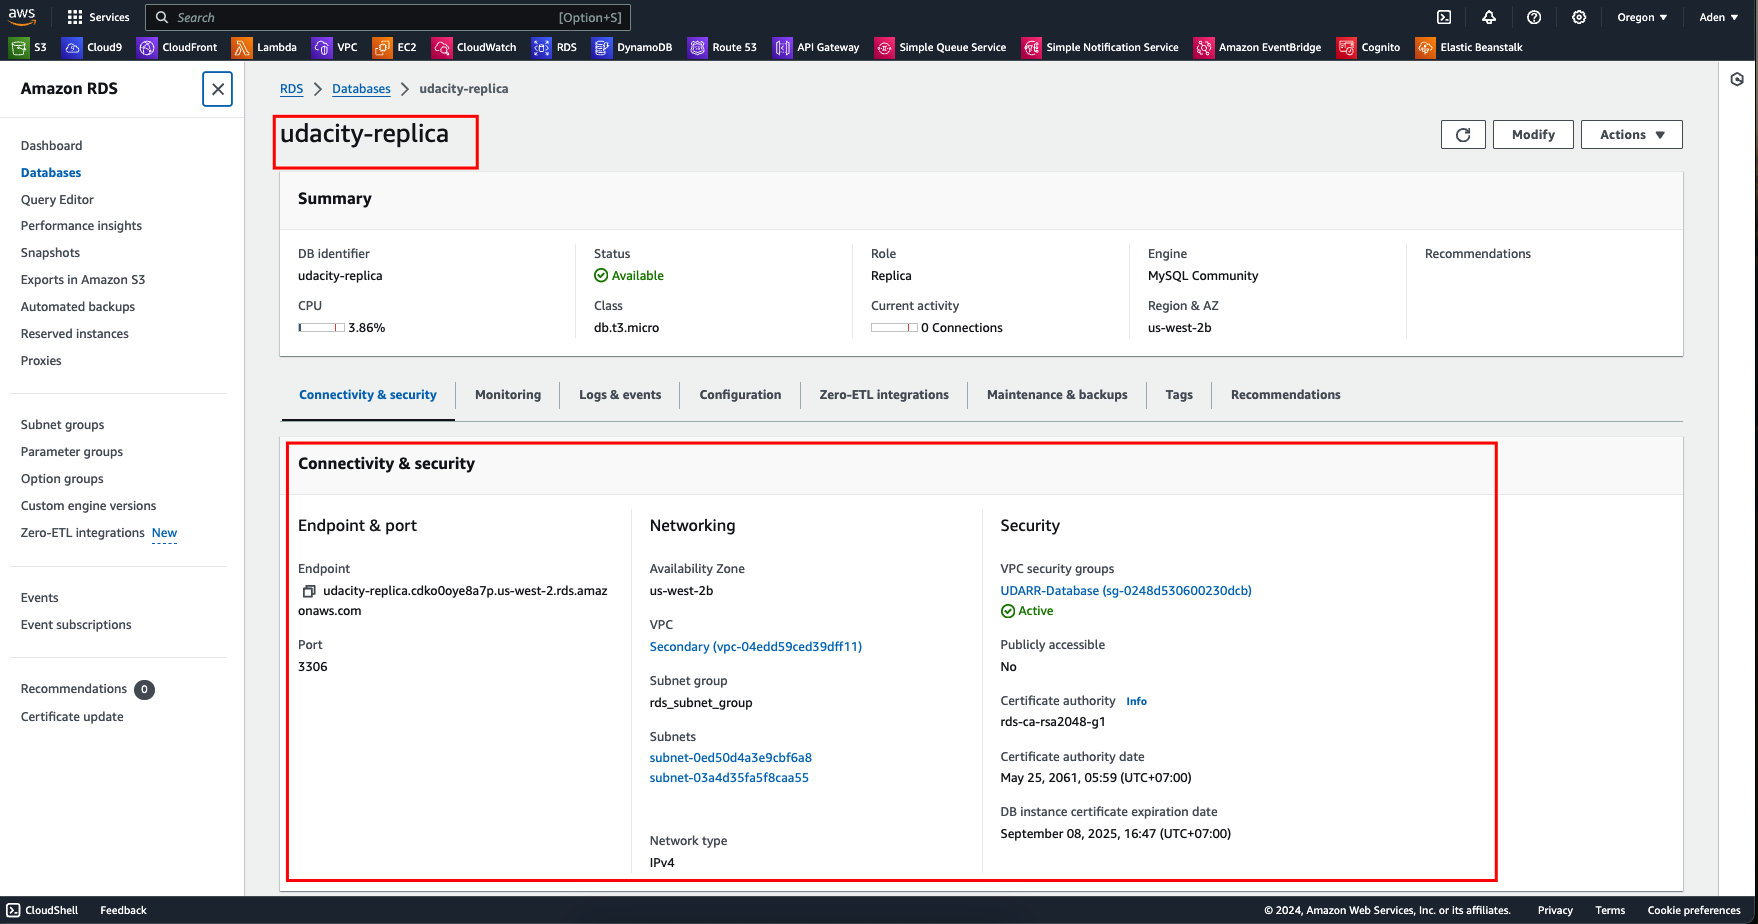 aws
Services
Search
[Option+S]
Oregon ▼
Aden ▼
S3
Cloud9
CloudFront
Lambda
VPC
EC2
CloudWatch
RDS
DynamoDB
Route 53
API Gateway
Simple Queue Service
Simple Notification Service
Amazon EventBridge
Cognito
Elastic Beanstalk
Amazon RDS
Dashboard
Databases
Query Editor
Performance insights
Snapshots
Exports in Amazon S3
Automated backups
Reserved instances
Proxies
Subnet groups
Parameter groups
Option groups
Custom engine versions
Zero-ETL integrations New
Events
Event subscriptions
Recommendations 0
Certificate update
RDS > Databases > udacity-replica
udacity-replica
Modify
Actions ▼
Summary
DB identifier
udacity-replica
CPU
3.86%
Status
Available
Class
db.t3.micro
Role
Replica
Current activity
0 Connections
Engine
MySQL Community
Region & AZ
us-west-2b
Recommendations
Connectivity & security
Monitoring
Logs & events
Configuration
Zero-ETL integrations
Maintenance & backups
Tags
Recommendations
Connectivity & security
Endpoint & port
Endpoint
udacity-replica.cdko0oye8a7p.us-west-2.rds.amaz
onaws.com
Port
3306
Networking
Availability Zone
us-west-2b
VPC
Secondary (vpc-04edd59ced39dff11)
Subnet group
rds_subnet_group
Subnets
subnet-0ed50d4a3e9cbf6a8
subnet-03a4d35fa5f8caa55
Network type
IPv4
Security
VPC security groups
UDARR-Database (sg-0248d530600230dcb)
Active
Publicly accessible
No
Certificate authority Info
rds-ca-rsa2048-g1
Certificate authority date
May 25, 2061, 05:59 (UTC+07:00)
DB instance certificate expiration date
September 08, 2025, 16:47 (UTC+07:00)
CloudShell
Feedback
© 2024, Amazon Web Services, Inc. or its affiliates.
Privacy
Terms
Cookie preferences